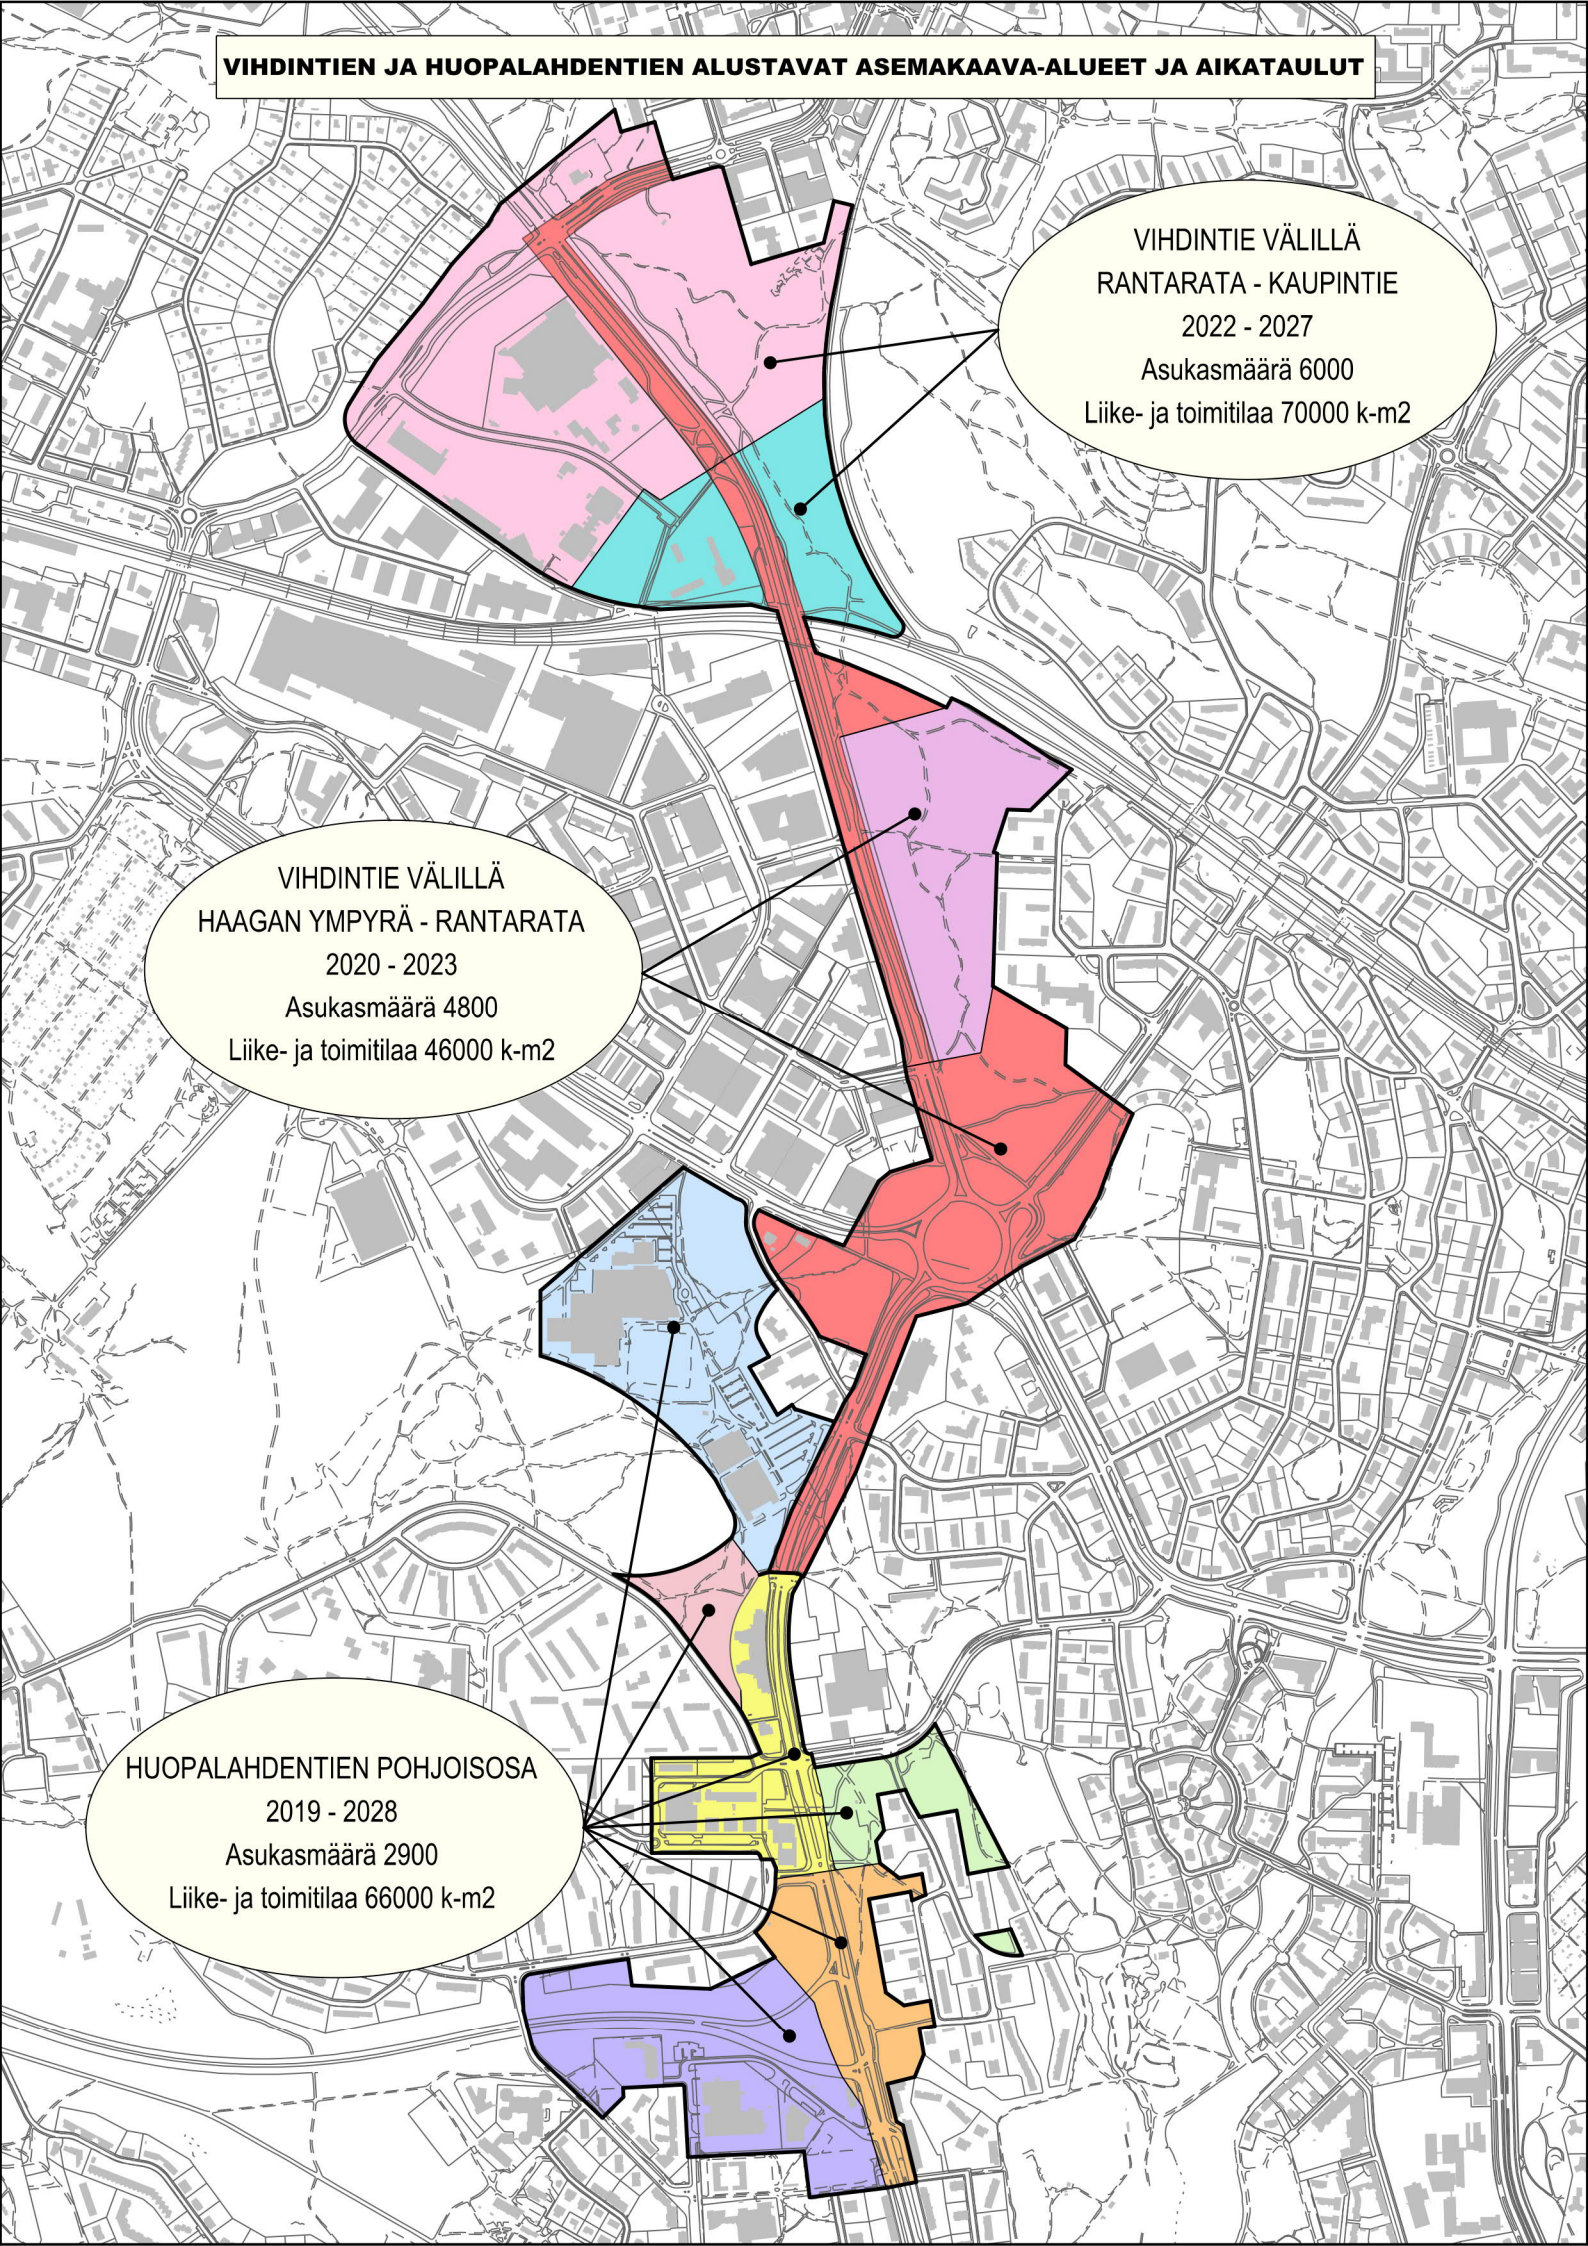 VIHDINTIEN JA HUOPALAHDENTIEN ALUSTAVAT ASEMAKAAVA-ALUEET JA AIKATAULUT
VIHDINTIE VÄLILLÄ
RANTARATA - KAUPINTIE
2022 - 2027
Asukasmäärä 6000
Liike- ja toimitilaa 70000 k-m2
VIHDINTIE VÄLILLÄ
HAAGAN YMPYRÄ - RANTARATA
2020 - 2023
Asukasmäärä 4800
Liike- ja toimitilaa 46000 k-m2
HUOPALAHDENTIEN POHJOISOSA
2019 - 2028
Asukasmäärä 2900
Liike- ja toimitilaa 66000 k-m2